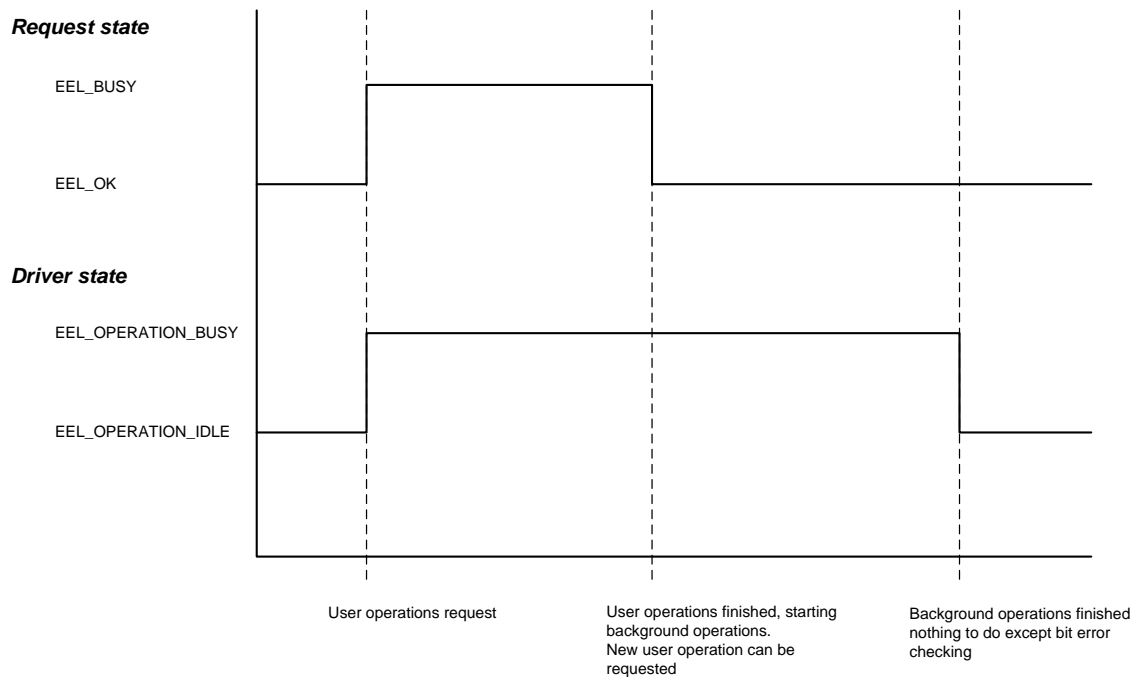 Request state
EEL_BUSY
EEL_OK
Driver state
EEL_OPERATION_BUSY
EEL_OPERATION_IDLE
User operations request
User operations finished, starting
background operations.
New user operation can be
requested
Background operations finished
nothing to do except bit error
checking